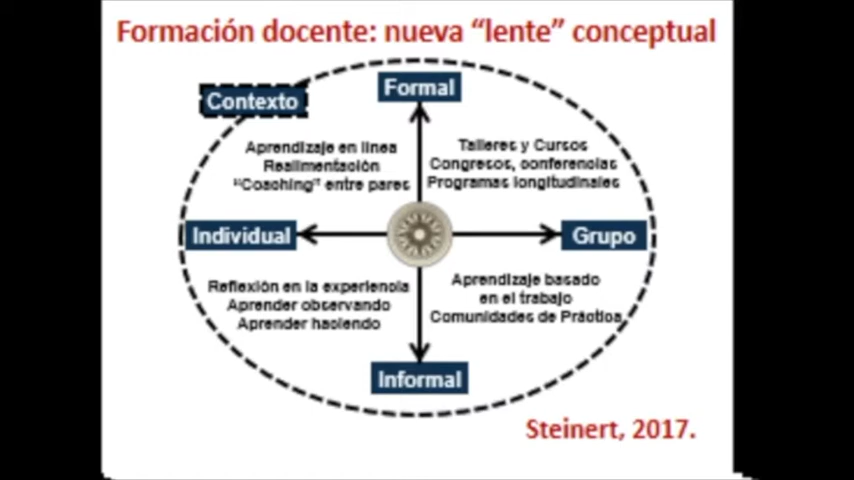 Formación docente: nueva “lente” conceptual
Formal
Contexto
Aprendizaje en línea
Realimentación
“Coaching” entre pares
Talleres y Cursos
Congresos, conferencias
Programas longitudinales
Individual
Grupo
Reflexión en la experiencia
Aprender observando
Aprender haciendo
Aprendizaje basado
en el trabajo
Comunidades de Práctica
Informal
Steinert, 2017.